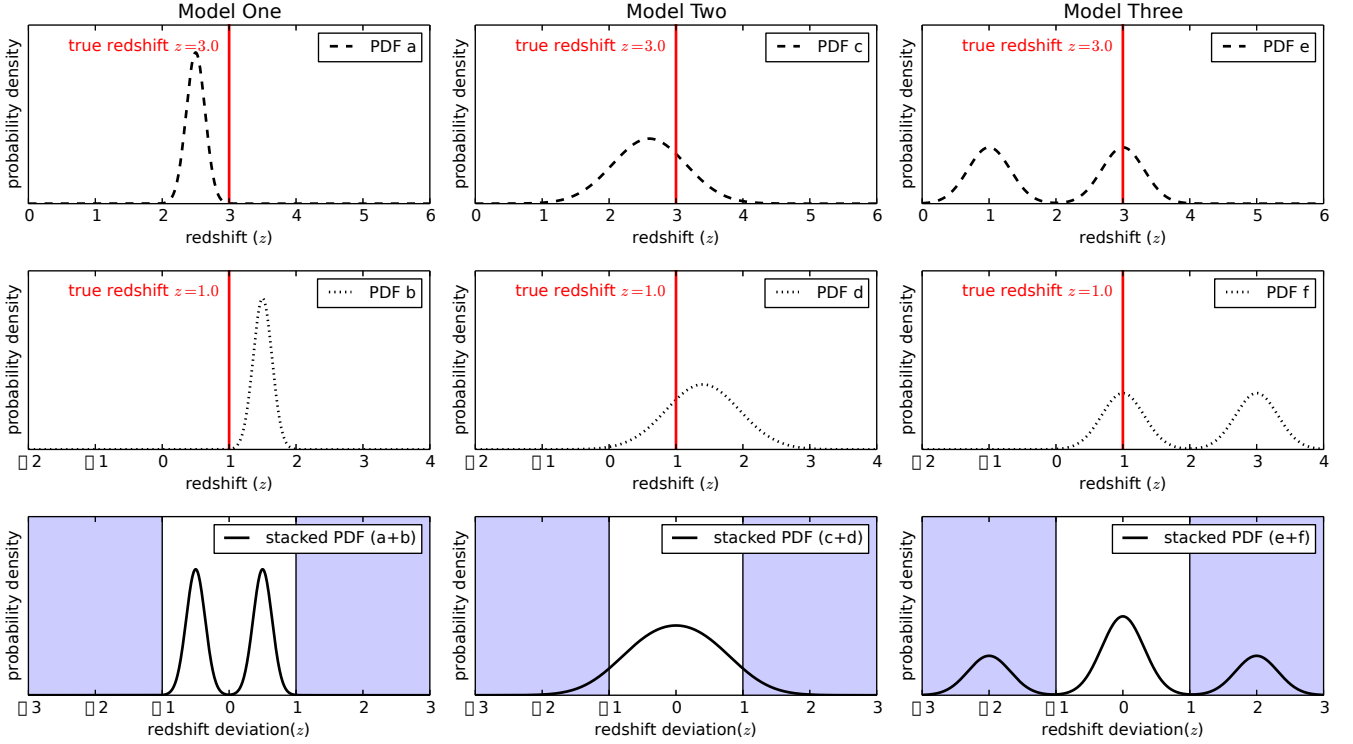 Model One
Model Two
Model Three
probability density
true redshift z=3.0
PDF a
0 1 2 3 4 5 6
redshift (z)
probability density
true redshift z=3.0
PDF c
0 1 2 3 4 5 6
redshift (z)
probability density
true redshift z=3.0
PDF e
0 1 2 3 4 5 6
redshift (z)
probability density
true redshift z=1.0
PDF b
▯2 ▯1 0 1 2 3 4
redshift (z)
probability density
true redshift z=1.0
PDF d
▯2 ▯1 0 1 2 3 4
redshift (z)
probability density
true redshift z=1.0
PDF f
▯2 ▯1 0 1 2 3 4
redshift (z)
probability density
stacked PDF (a+b)
▯3 ▯2 ▯1 0 1 2 3
redshift deviation(z)
probability density
stacked PDF (c+d)
▯3 ▯2 ▯1 0 1 2 3
redshift deviation(z)
probability density
stacked PDF (e+f)
▯3 ▯2 ▯1 0 1 2 3
redshift deviation(z)